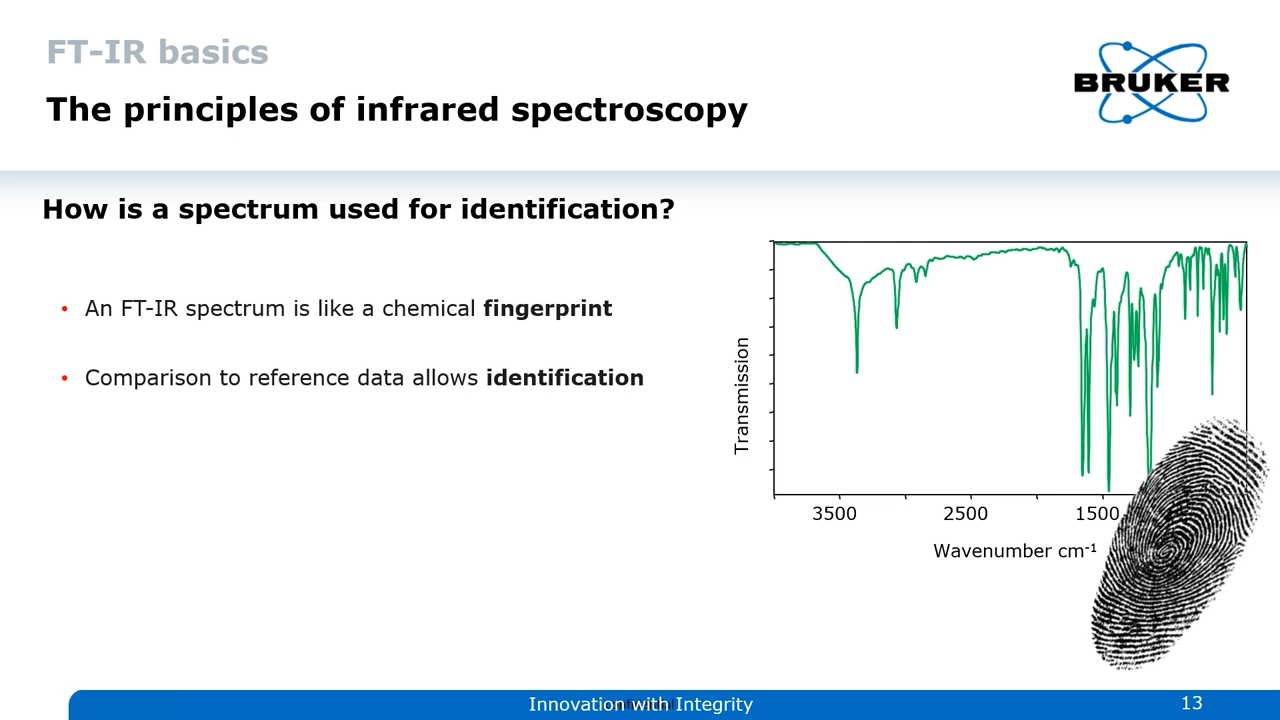 FT-IR basics
BRUKER
The principles of infrared spectroscopy
How is a spectrum used for identification?
• An FT-IR spectrum is like a chemical fingerprint
• Comparison to reference data allows identification
Transmission
3500 2500 1500
Wavenumber cm⁻¹
Innovation with Integrity
13